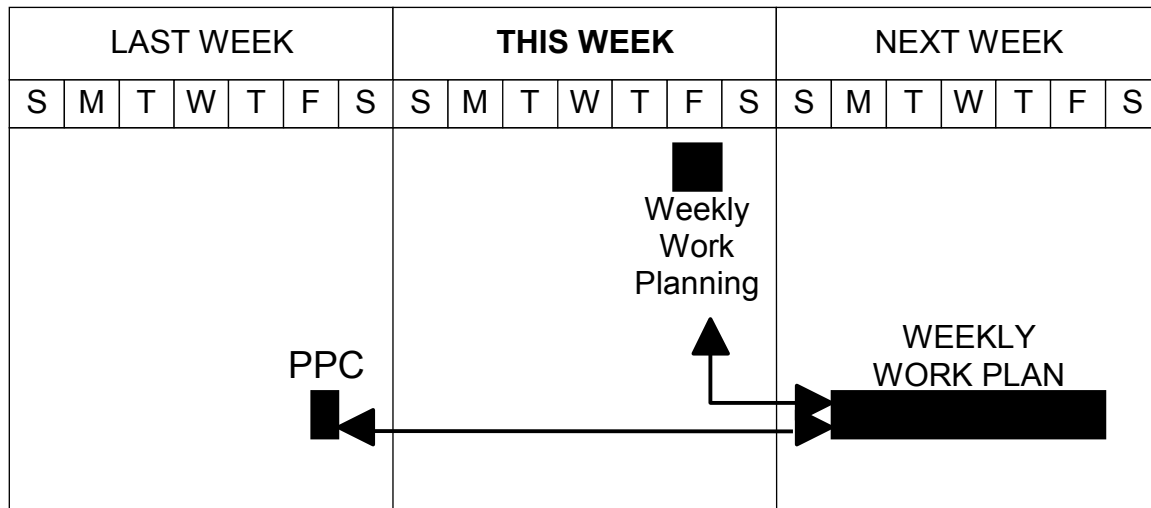 LAST WEEK THIS WEEK NEXT WEEK
S M T W T F S S M T W T F S S M T W T F S
Weekly
Work
Planning
PPC
WEEKLY
WORK PLAN